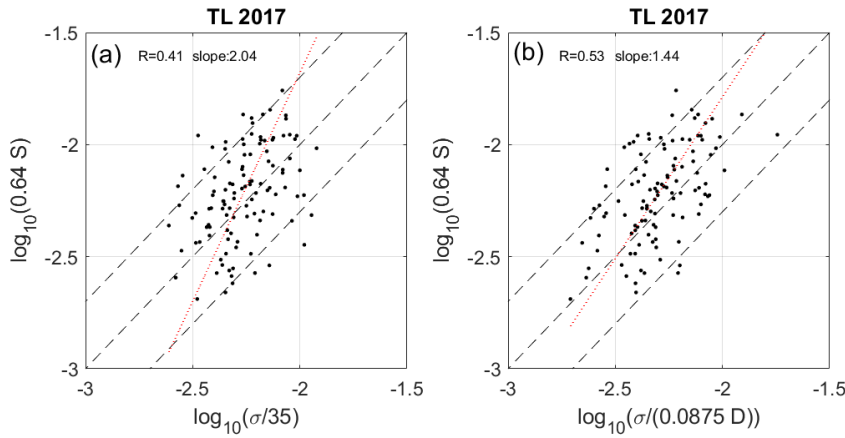 TL 2017
(a)
R=0.41 slope:2.04
log10(0.64 S)
-1.5
-2
-2.5
-3
-3
-2.5
-2
-1.5
log10(σ/35)
TL 2017
(b)
R=0.53 slope:1.44
log10(0.64 S)
-1.5
-2
-2.5
-3
-3
-2.5
-2
-1.5
log10(σ/(0.0875 D))